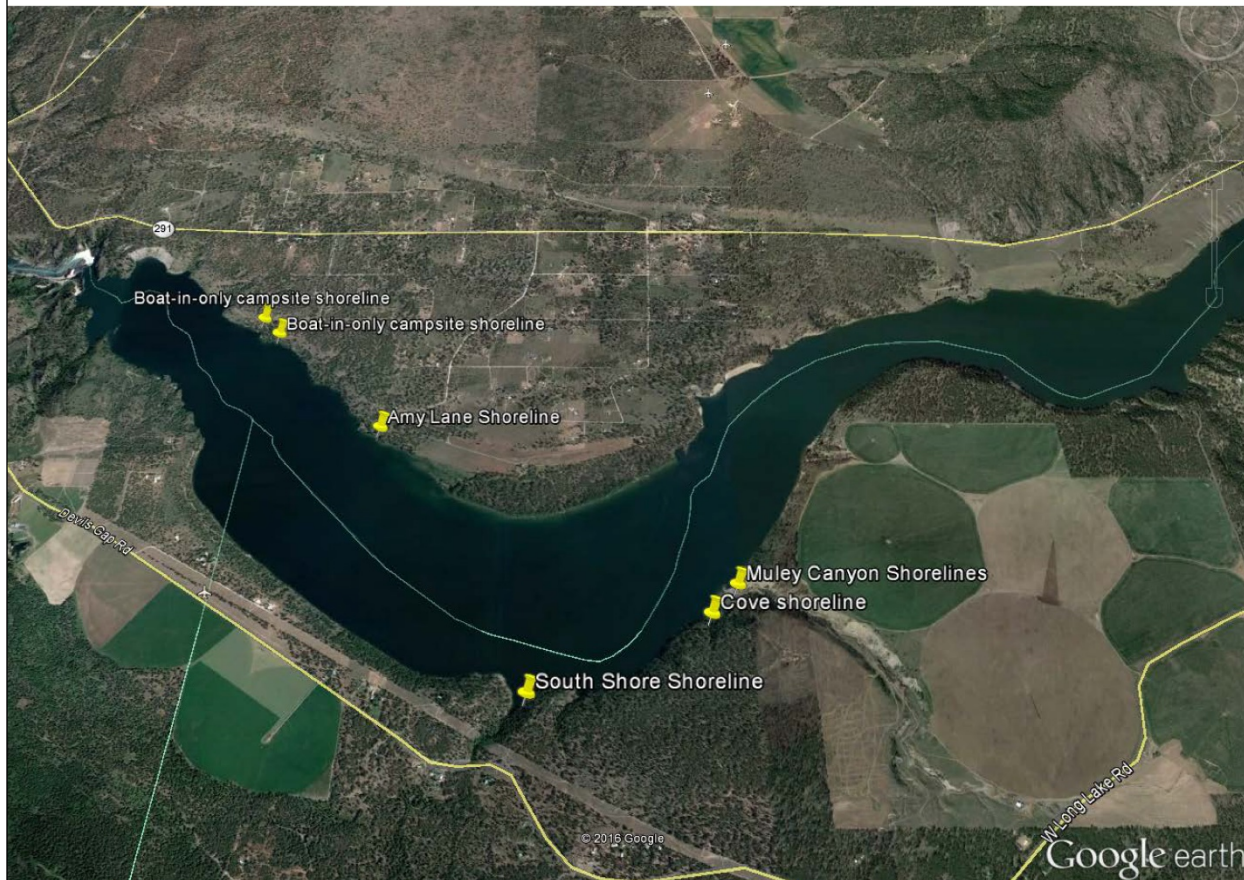 291
Boat-in-only campsite shoreline
Boat-in-only campsite shoreline
Amy Lane Shoreline
Devils Gap Rd
Muley Canyon Shorelines
Cove shoreline
South Shore Shoreline
W Long Lake Rd
© 2016 Google
Google earth